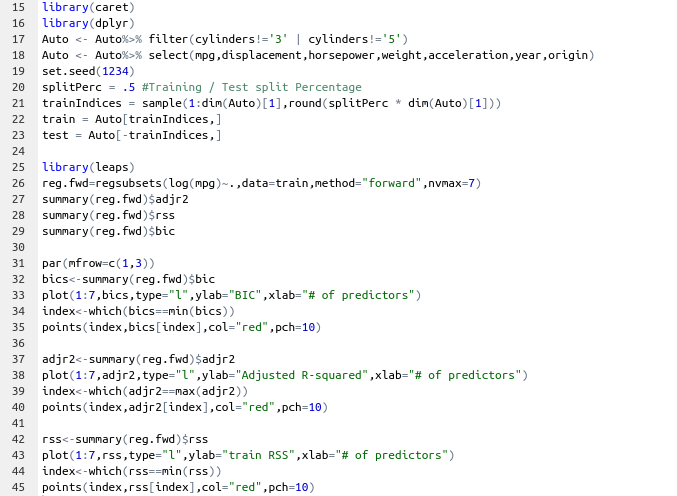 15 library(caret)
16 library(dplyr)
17 Auto <- Auto%>% filter(cylinders!='3' | cylinders!='5')
18 Auto <- Auto%>% select(mpg,displacement,horsepower,weight,acceleration,year,origin)
19 set.seed(1234)
20 splitPerc = .5 #Training / Test split Percentage
21 trainIndices = sample(1:dim(Auto)[1],round(splitPerc * dim(Auto)[1]))
22 train = Auto[trainIndices,]
23 test = Auto[-trainIndices,]
24
25 library(leaps)
26 reg.fwd=regsubsets(log(mpg)~.,data=train,method="forward",nvmax=7)
27 summary(reg.fwd)$adjr2
28 summary(reg.fwd)$rss
29 summary(reg.fwd)$bic
30
31 par(mfrow=c(1,3))
32 bics<-summary(reg.fwd)$bic
33 plot(1:7,bics,type="l",ylab="BIC",xlab="# of predictors")
34 index<-which(bics==min(bics))
35 points(index,bics[index],col="red",pch=10)
36
37 adjr2<-summary(reg.fwd)$adjr2
38 plot(1:7,adjr2,type="l",ylab="Adjusted R-squared",xlab="# of predictors")
39 index<-which(adjr2==max(adjr2))
40 points(index,adjr2[index],col="red",pch=10)
41
42 rss<-summary(reg.fwd)$rss
43 plot(1:7,rss,type="l",ylab="train RSS",xlab="# of predictors")
44 index<-which(rss==min(rss))
45 points(index,rss[index],col="red",pch=10)